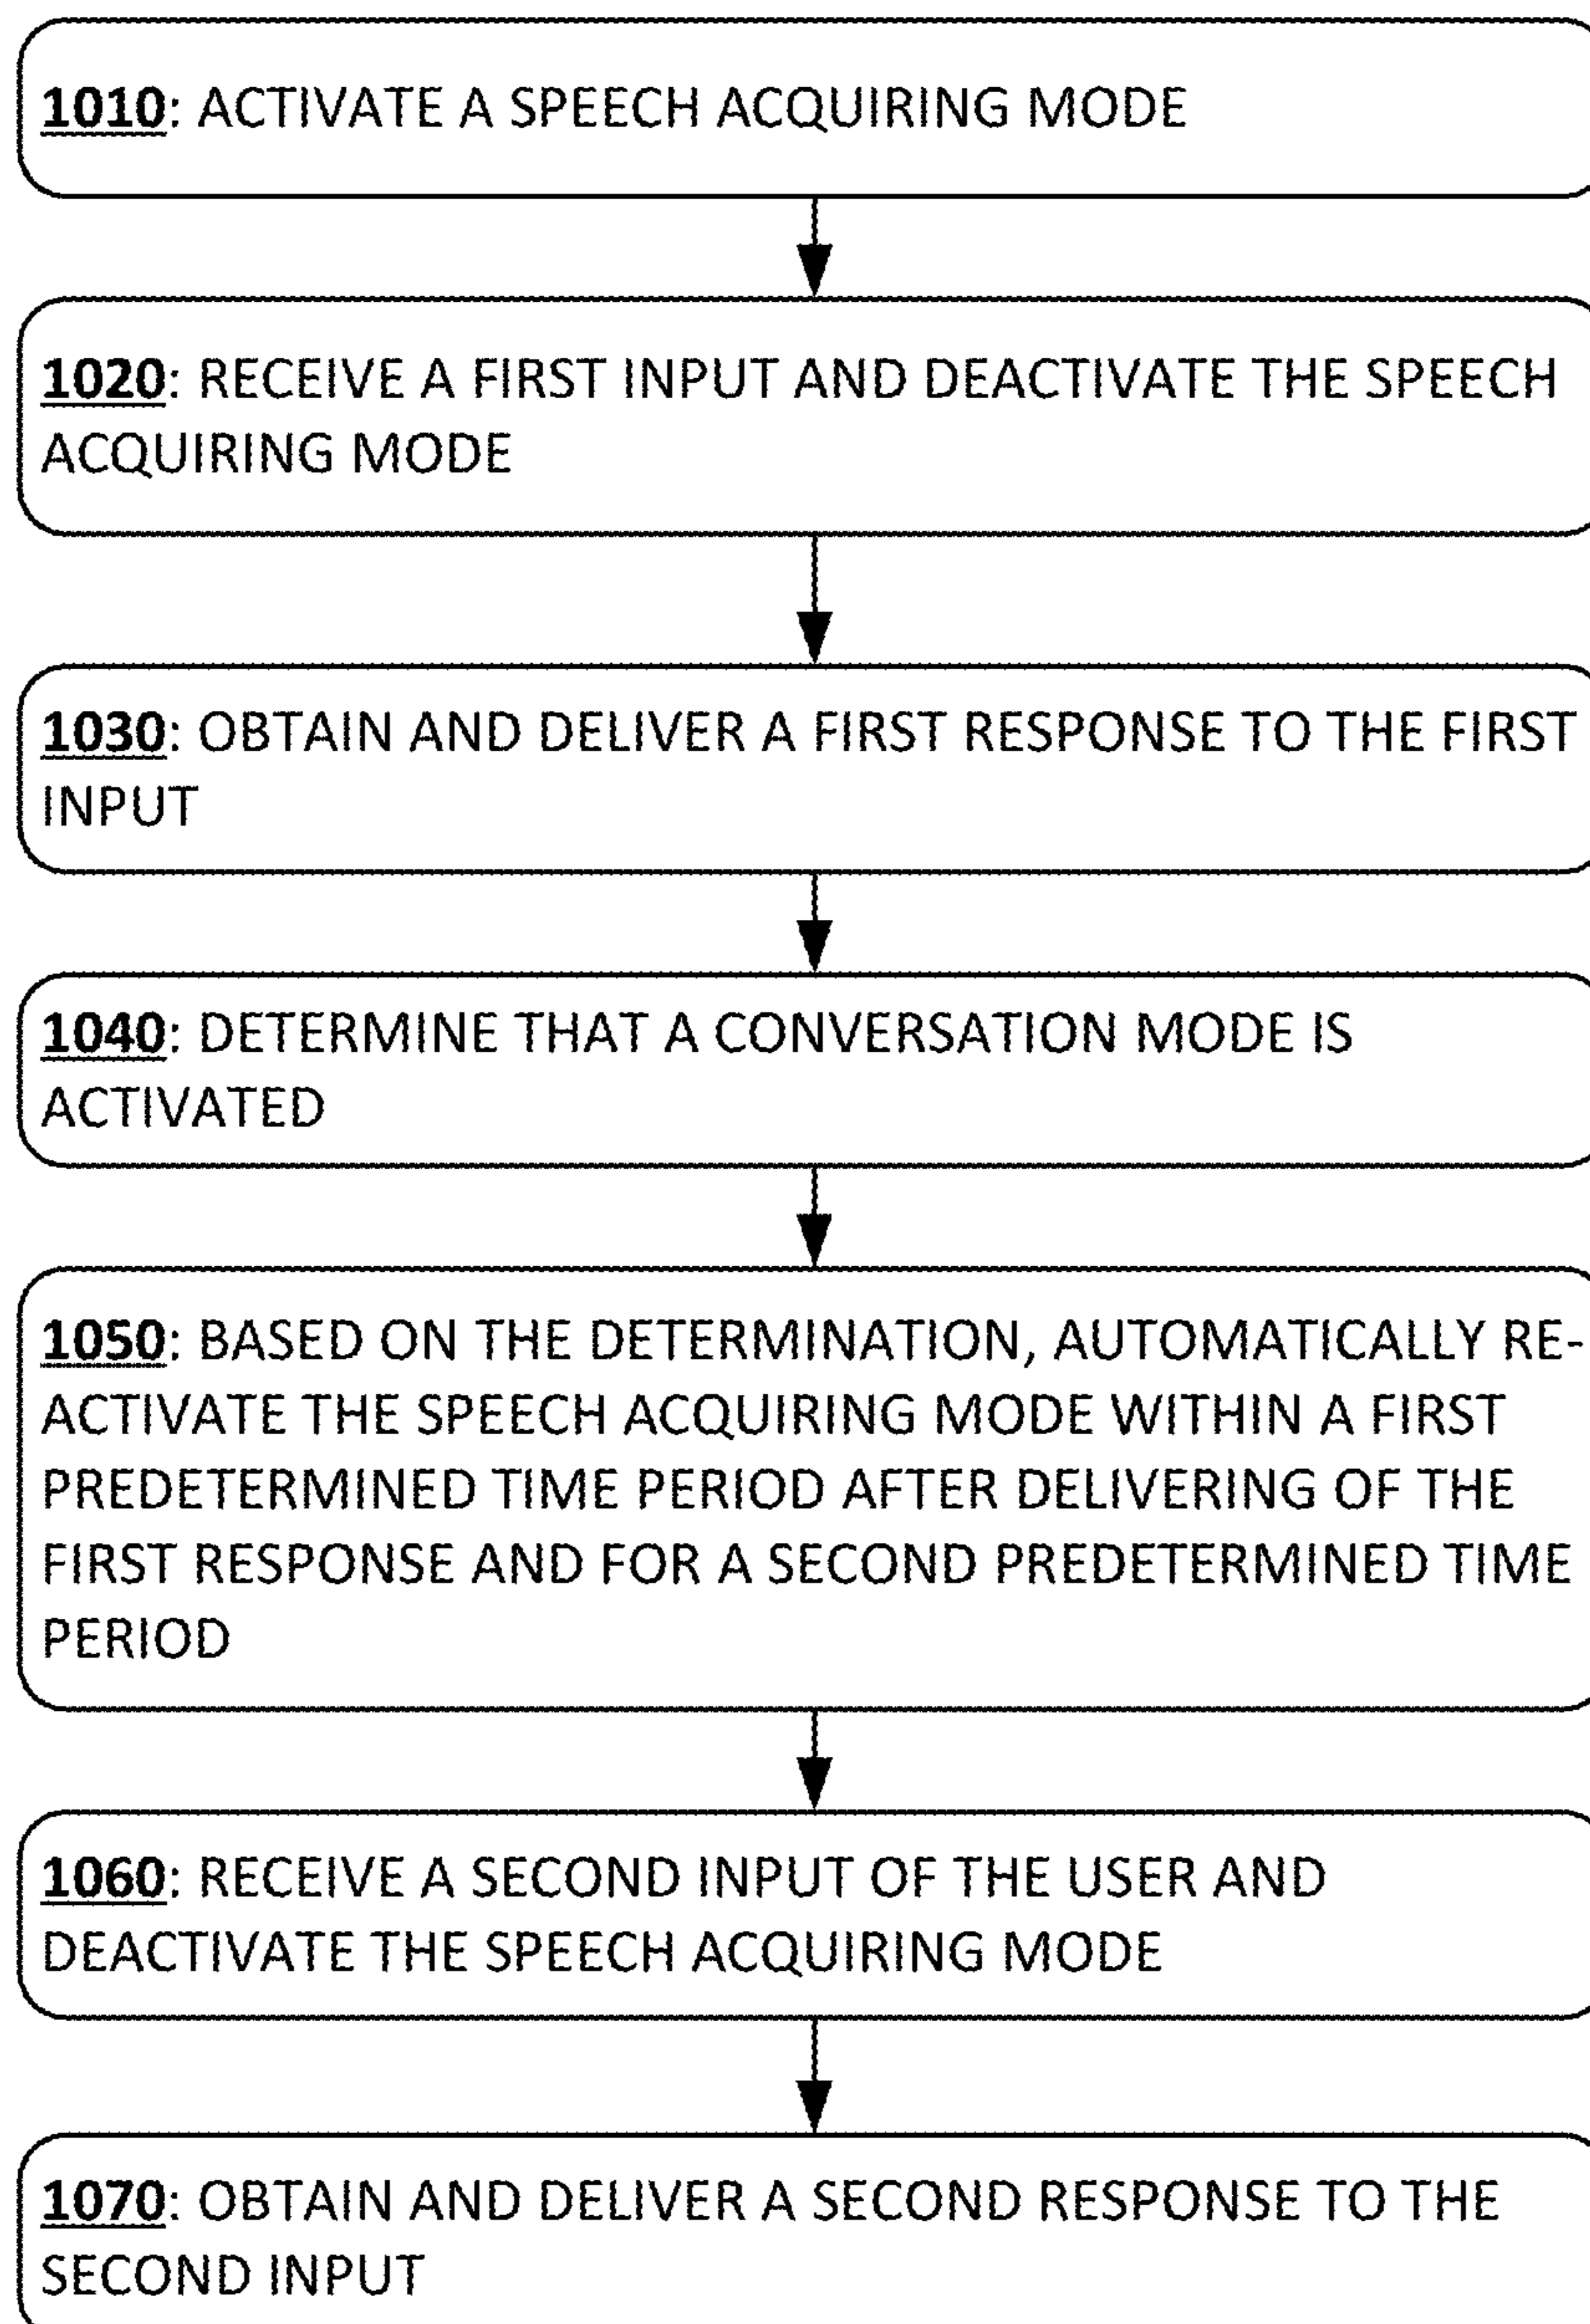 1010: ACTIVATE A SPEECH ACQUIRING MODE
1020: RECEIVE A FIRST INPUT AND DEACTIVATE THE SPEECH
ACQUIRING MODE
1030: OBTAIN AND DELIVER A FIRST RESPONSE TO THE FIRST
INPUT
1040: DETERMINE THAT A CONVERSATION MODE IS
ACTIVATED
1050: BASED ON THE DETERMINATION, AUTOMATICALLY RE-
ACTIVATE THE SPEECH ACQUIRING MODE WITHIN A FIRST
PREDETERMINED TIME PERIOD AFTER DELIVERING OF THE
FIRST RESPONSE AND FOR A SECOND PREDETERMINED TIME
PERIOD
1060: RECEIVE A SECOND INPUT OF THE USER AND
DEACTIVATE THE SPEECH ACQUIRING MODE
1070: OBTAIN AND DELIVER A SECOND RESPONSE TO THE
SECOND INPUT